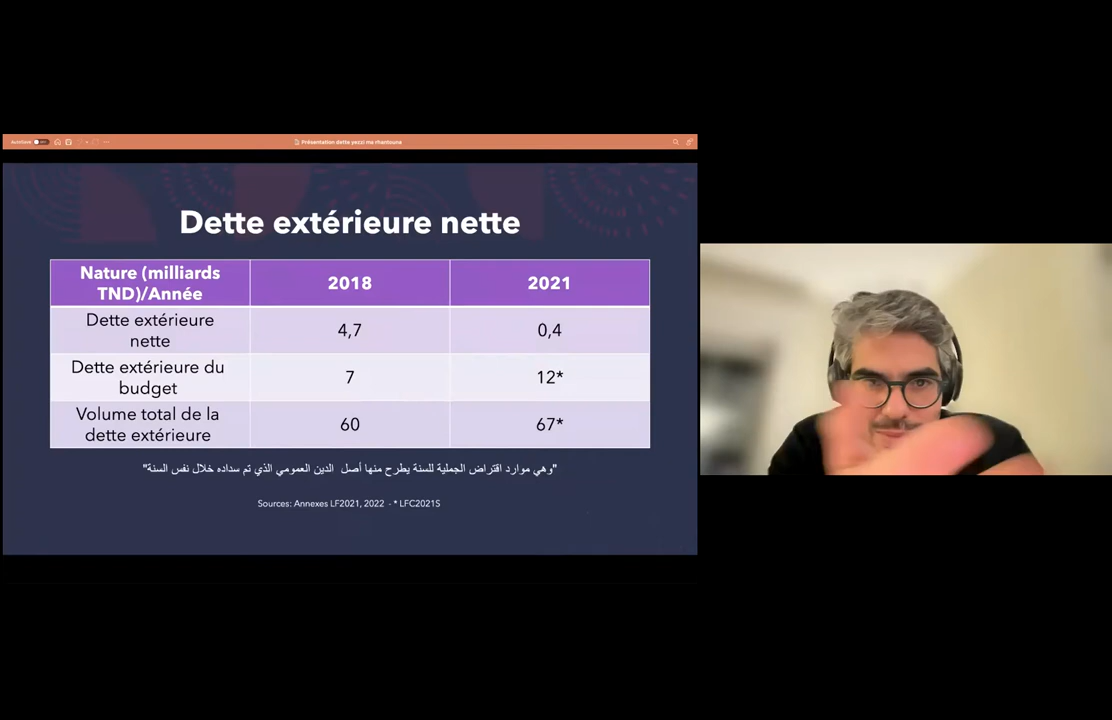 Présentation dette yezzi ma rhantouna
Dette extérieure nette
Nature (milliards
TND)/Année
2018
2021
Dette extérieure
nette
4,7
0,4
Dette extérieure du
budget
7
12*
Volume total de la
dette extérieure
60
67*
"وهي موارد اقتراض الجملية للسنة يطرح منها أصل الدين العمومي الذي تم سداده خلال نفس السنة"
Sources: Annexes LF2021, 2022 - * LFC2021S